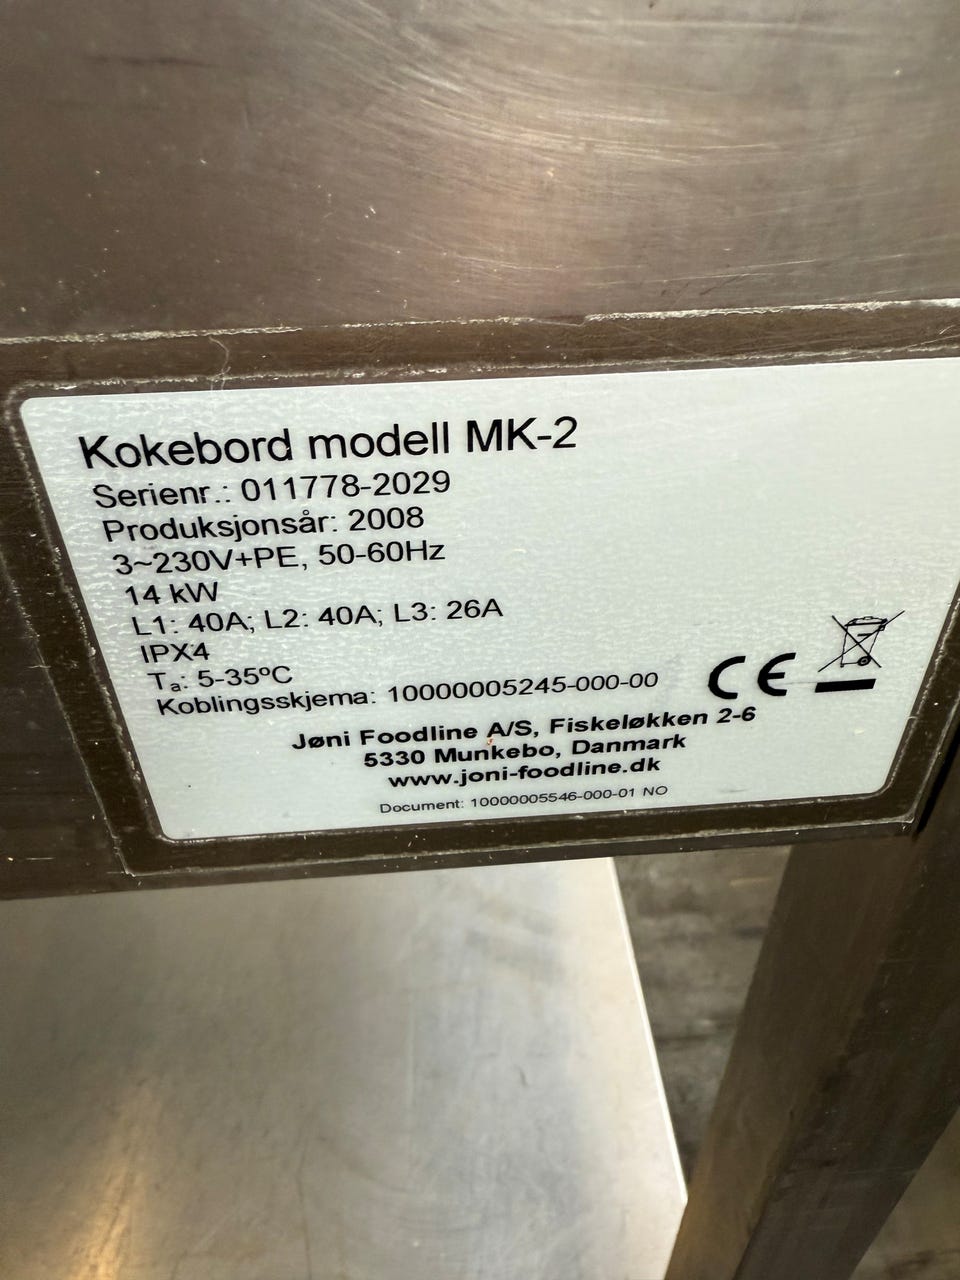 Kokebord modell MK-2
Serienr.: 011778-2029
Produksjonsår: 2008
3~230V+PE, 50-60Hz
14 kW
L1: 40A; L2: 40A; L3: 26A
IPX4
Ta: 5-35ºC
Koblingsskjema: 10000005245-000-00
CE
Jøni Foodline A/S, Fiskeløkken 2-6
5330 Munkebo, Danmark
www.joni-foodline.dk
Document: 10000005546-000-01 NO